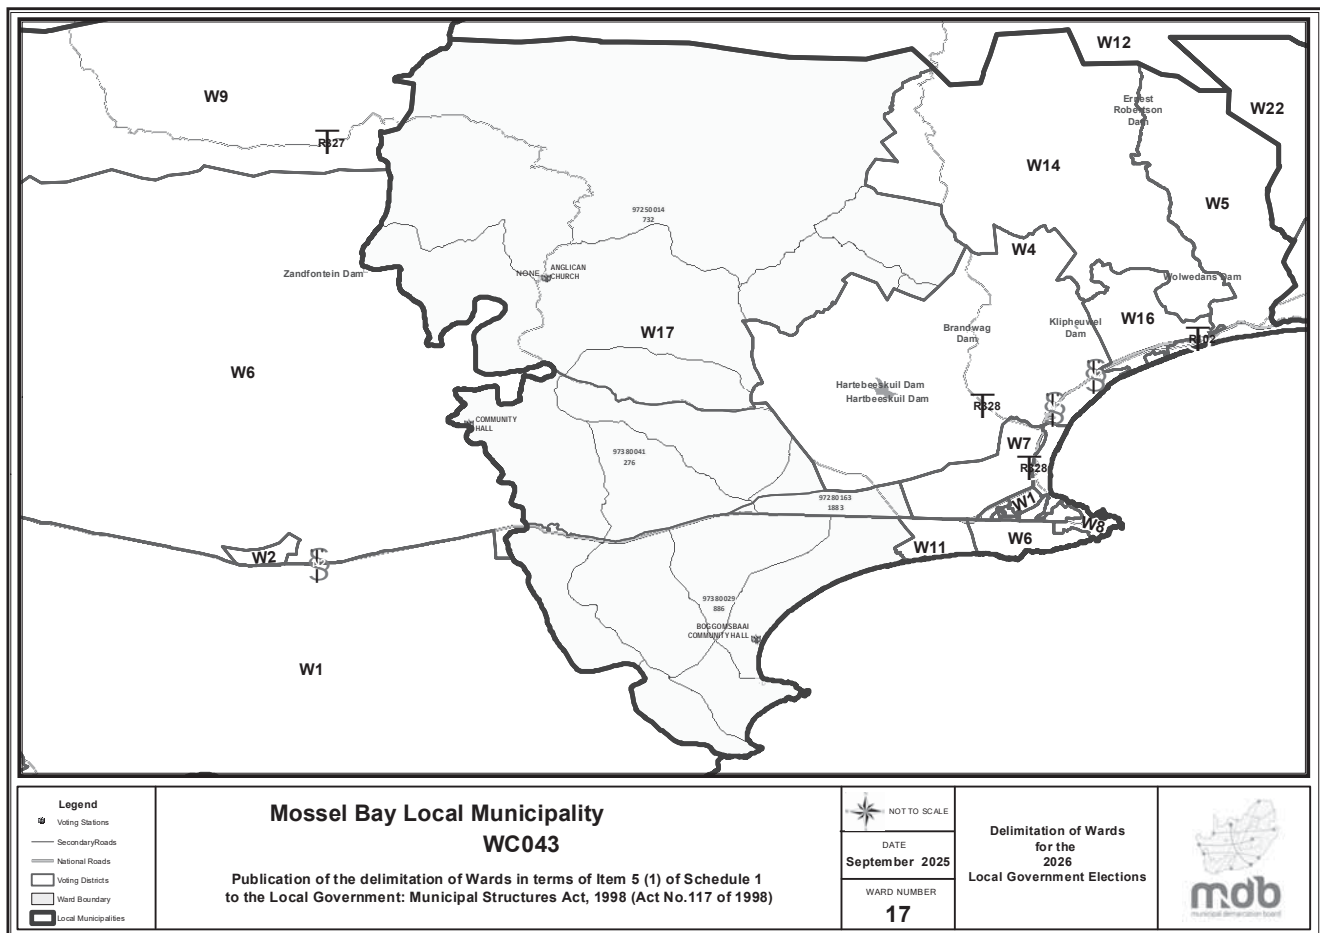 W12
W9
W22
Ernest
Robertson
Dam
R327
W14
W5
97250014
732
W4
Zandfontein Dam
NONE
ANGLICAN
CHURCH
Wolwedans Dam
W17
Brandwag
Dam
Klipheuwel
Dam
W16
R102
W6
Hartebeeskuil Dam
Hartbeeskuil Dam
R328
COMMUNITY
HALL
W7
97380041
276
R328
97280163
1883
W1
W8
W2
N2
W11
W6
97380029
886
BOGGOMSBAAI
COMMUNITY HALL
W1
Legend
Voting Stations
SecondaryRoads
National Roads
Voting Districts
Ward Boundary
Local Municipalities
Mossel Bay Local Municipality
WC043
Publication of the delimitation of Wards in terms of Item 5 (1) of Schedule 1
to the Local Government: Municipal Structures Act, 1998 (Act No.117 of 1998)
NOT TO SCALE
DATE
September 2025
WARD NUMBER
17
Delimitation of Wards
for the
2026
Local Government Elections
mdb
municipal demarcation board